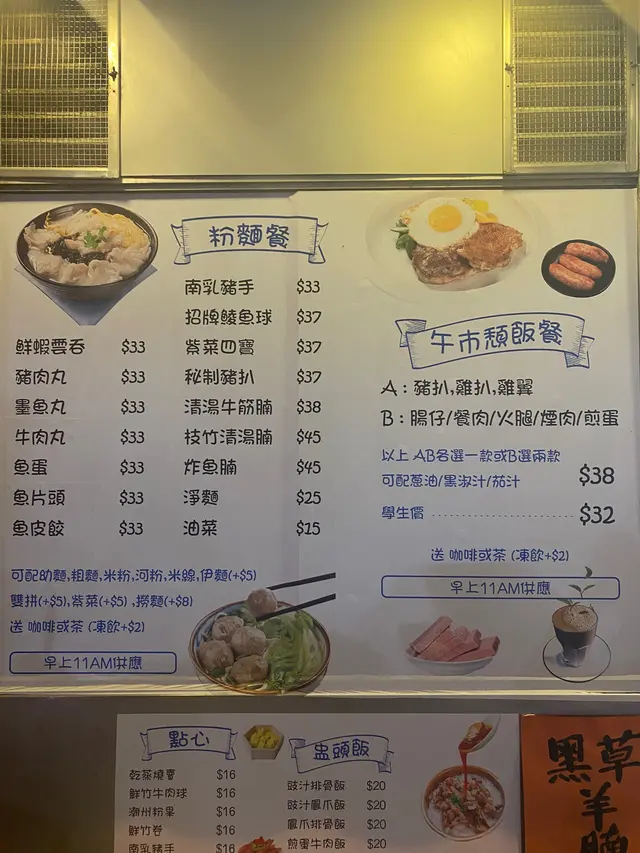 粉麵餐
南乳豬手 $33
招牌鯪魚球 $37
鮮蝦雲吞 $33 紫菜四寶 $37
豬肉丸 $33 秘制豬扒 $37
墨魚丸 $33 清湯牛筋腩 $38
牛肉丸 $33 枝竹清湯腩 $45
魚蛋 $33 炸魚腩 $45
魚片頭 $33 淨麵 $25
魚皮餃 $33 油菜 $15
可配幼麵,粗麵,米粉,河粉,米線,伊麵(+$5)
雙拼(+$5),紫菜(+$5) ,撈麵(+$8)
送 咖啡或茶 (凍飲+$2)
早上11AM供應
午市頹飯餐
A:豬扒,雞扒,雞翼
B:腸仔/餐肉/火腿/煙肉/煎蛋
以上 AB各選一款或B選兩款
可配葱油/黑淑汁/茄汁 $38
學生價 $32
送 咖啡或茶 (凍飲+$2)
早上11AM供應
點心
乾蒸燒賣 $16
鮮竹牛肉球 $16
潮州粉果 $16
鮮竹卷 $16
南乳豬手 $16
盅頭飯
豉汁排骨飯 $20
豉汁鳳爪飯 $20
鳳爪排骨飯 $20
煎蛋牛肉飯 $20
黑草
羊腩